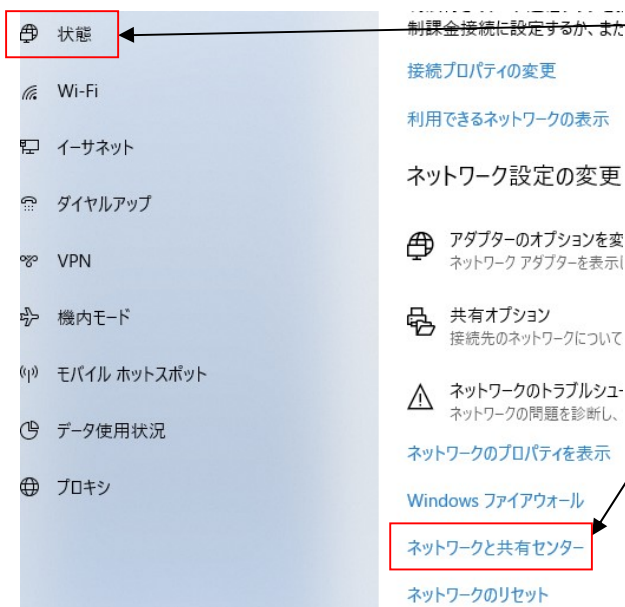 状態
Wi-Fi
イーサネット
ダイヤルアップ
VPN
機内モード
モバイル ホットスポット
データ使用状況
プロキシ
制課金接続に設定するか、また
接続プロパティの変更
利用できるネットワークの表示
ネットワーク設定の変更
アダプターのオプションを変
ネットワーク アダプターを表示し
共有オプション
接続先のネットワークについて
ネットワークのトラブルシュー
ネットワークの問題を診断し、
ネットワークのプロパティを表示
Windows ファイアウォール
ネットワークと共有センター
ネットワークのリセット